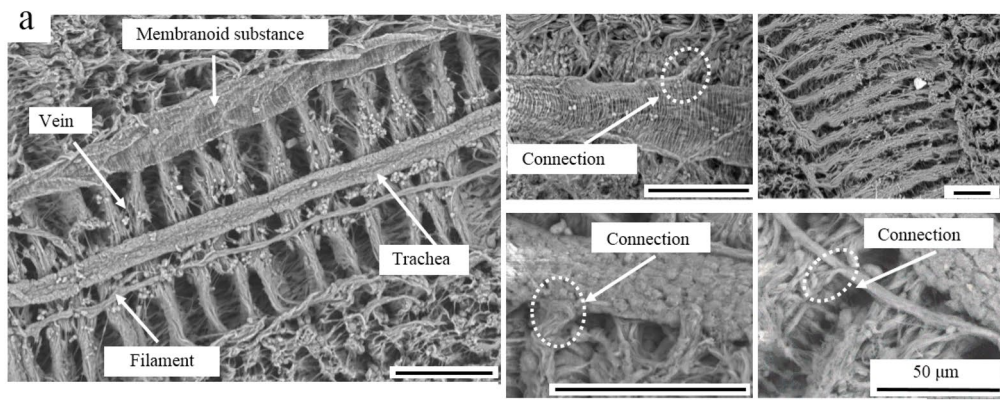 a
Membranoid substance
Vein
Trachea
Filament
Connection
Connection
Connection
50 μm